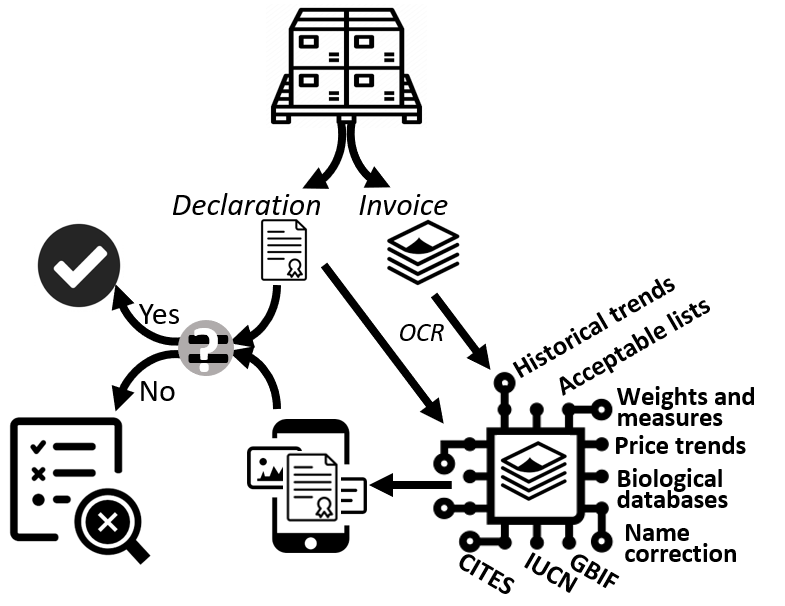 Declaration
Invoice
OCR
Yes
No
Historical trends
Acceptable lists
Weights and
measures
Price trends
Biological
databases
Name
correction
CITES
IUCN
GBIF
?